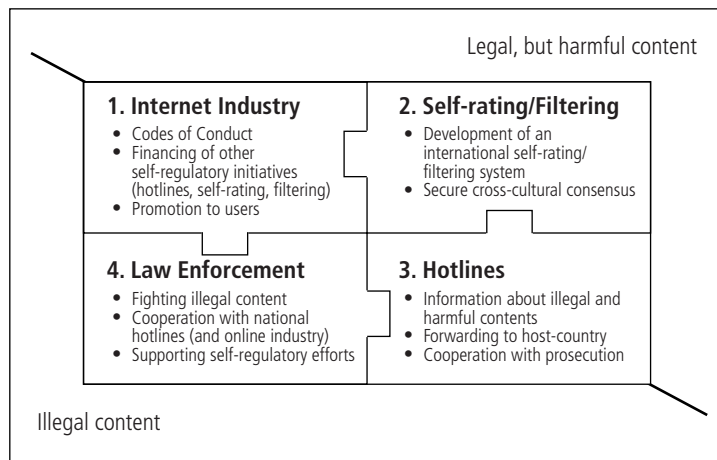 Legal, but harmful content
1. Internet Industry
• Codes of Conduct
• Financing of other
self-regulatory initiatives
(hotlines, self-rating, filtering)
• Promotion to users
2. Self-rating/Filtering
• Development of an
international self-rating/
filtering system
• Secure cross-cultural consensus
4. Law Enforcement
• Fighting illegal content
• Cooperation with national
hotlines (and online industry)
• Supporting self-regulatory efforts
3. Hotlines
• Information about illegal and
harmful contents
• Forwarding to host-country
• Cooperation with prosecution
Illegal content